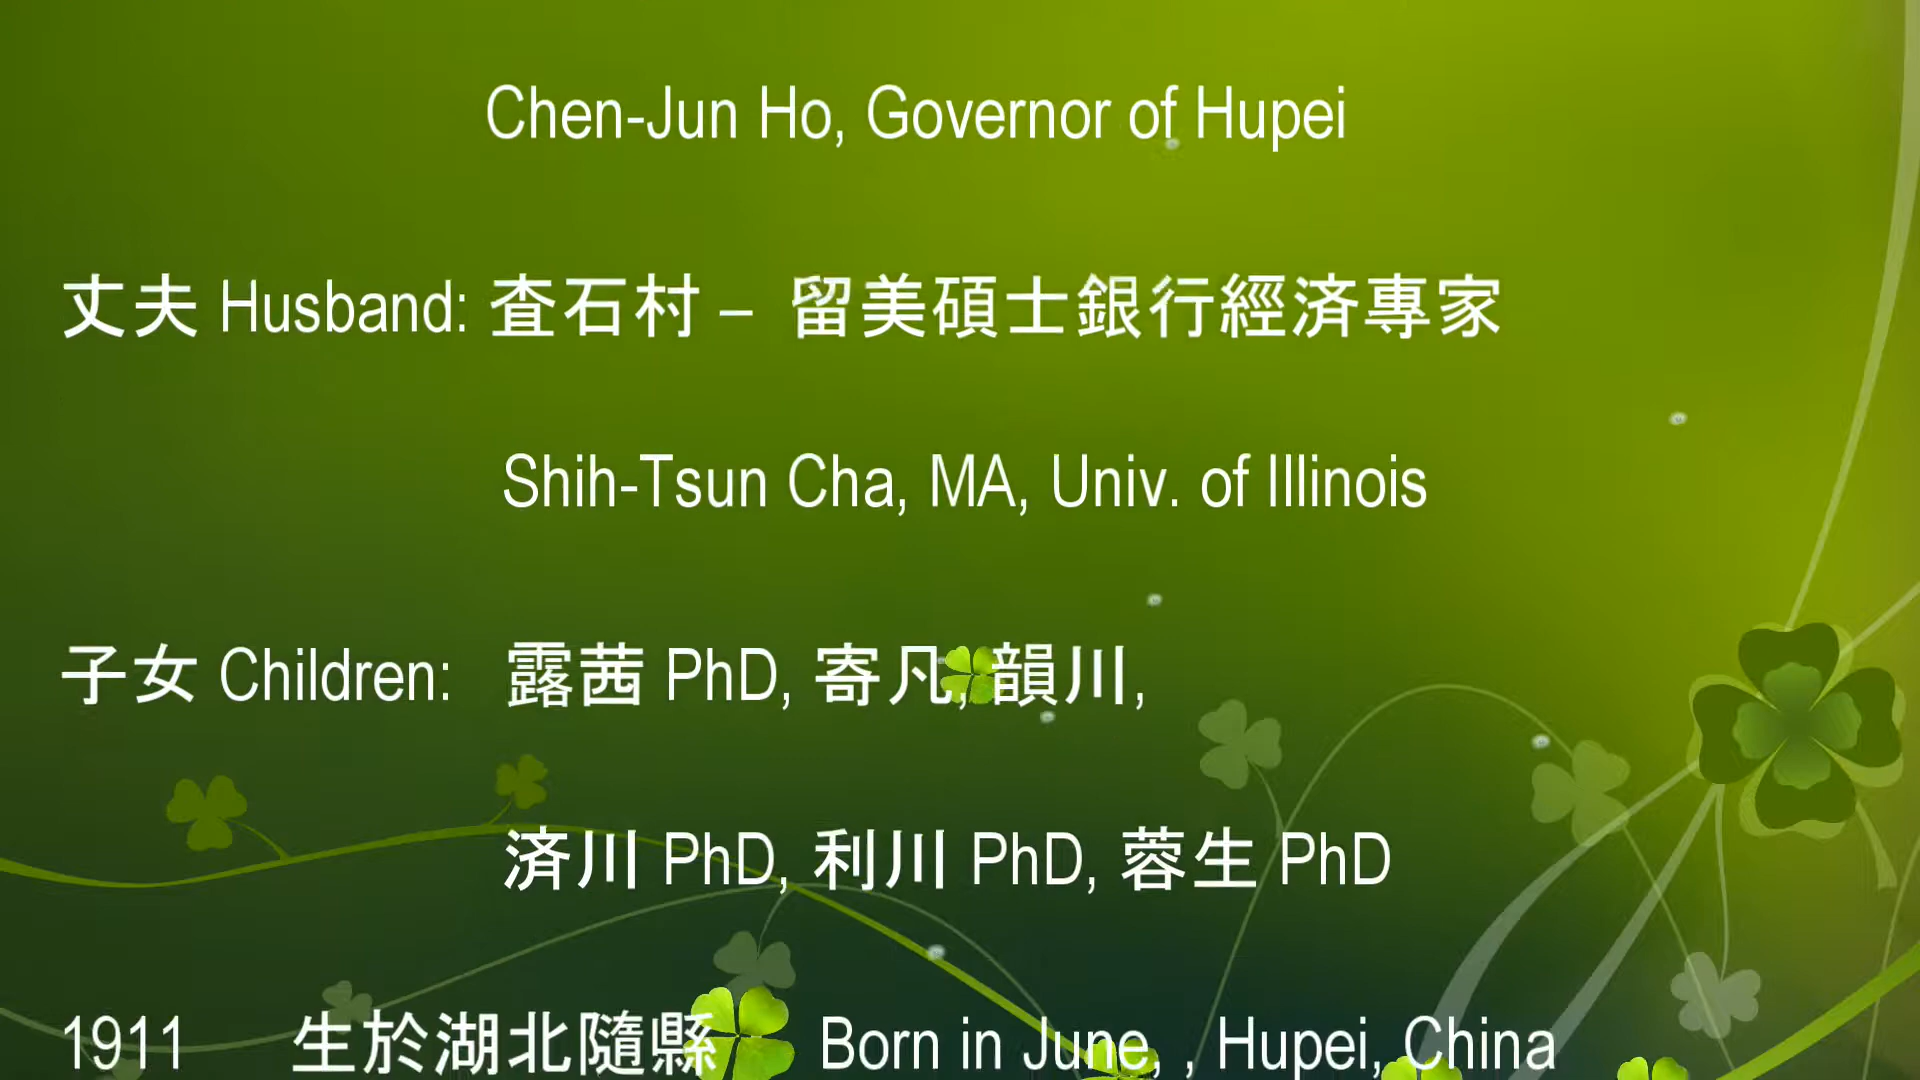 Chen-Jun Ho, Governor of Hupei
丈夫 Husband: 査石村 – 留美碩士銀行經済專家
Shih-Tsun Cha, MA, Univ. of Illinois
子女 Children: 露茜 PhD, 寄凡, 韻川,
済川 PhD, 利川 PhD, 蓉生 PhD
1911 生於湖北隨縣 Born in June, , Hupei, China